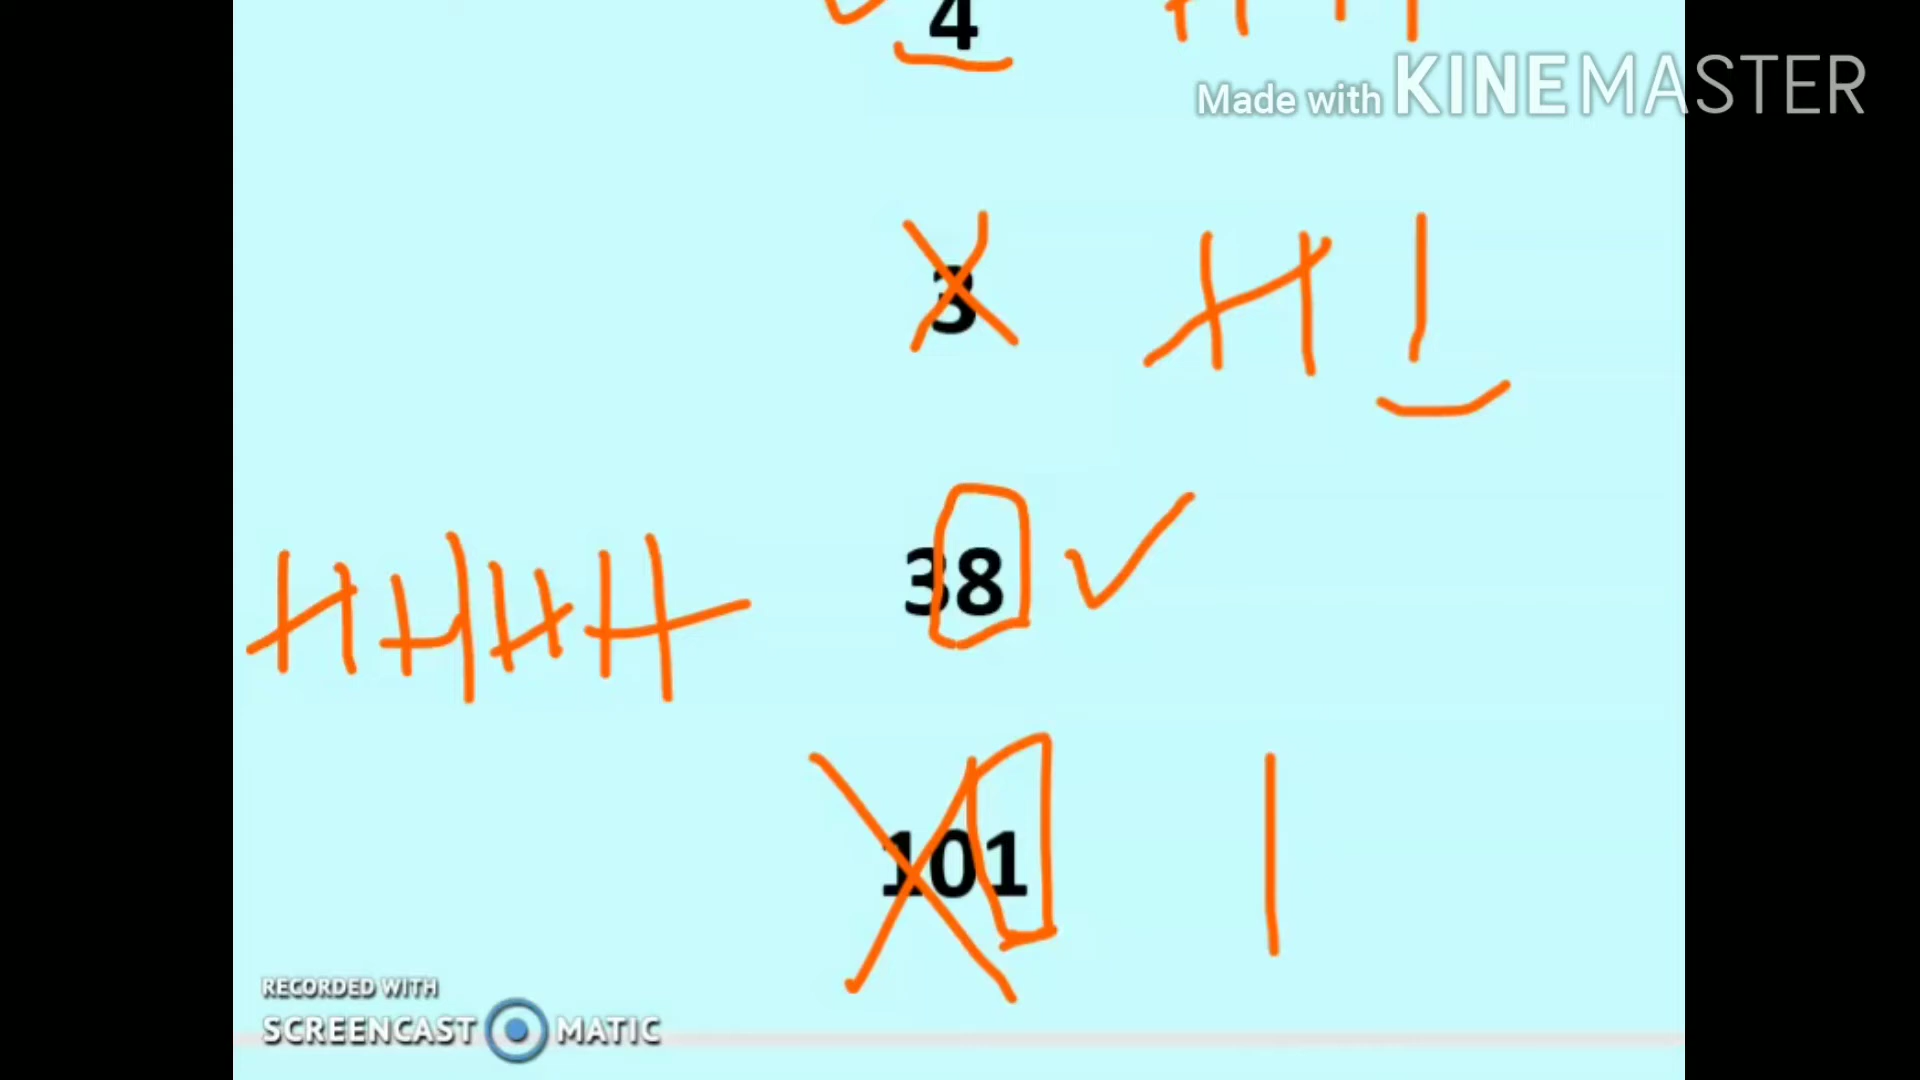 4
Made with KINEMASTER
3
38
101
RECORDED WITH
SCREENCAST MATIC